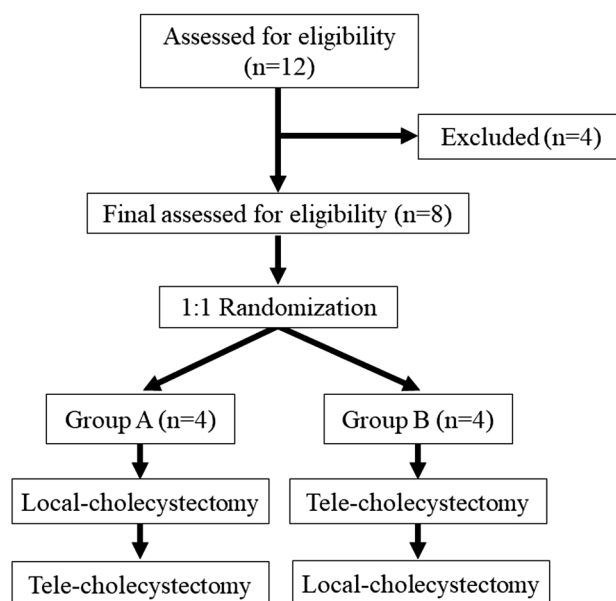 Assessed for eligibility
(n=12)
Excluded (n=4)
Final assessed for eligibility (n=8)
1:1 Randomization
Group A (n=4)
Group B (n=4)
Local-cholecystectomy
Tele-cholecystectomy
Tele-cholecystectomy
Local-cholecystectomy